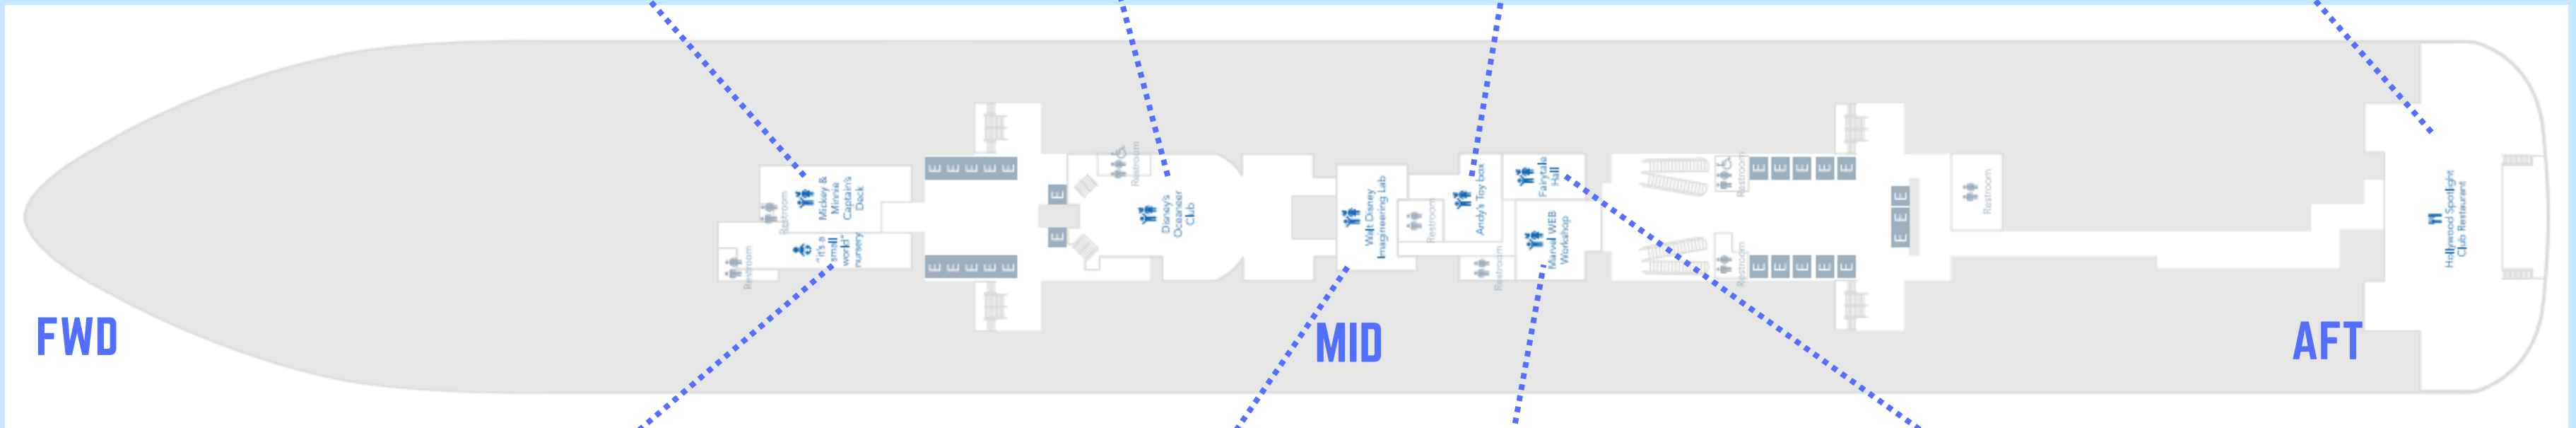 Mickey &
Minnie
Captain's
Deck
Restroom
"it's a
small
world"
nursery
Restroom
E E E E E
E E E E E
E
E
Restroom
Disney's
Oceaneer
Club
Walt Disney
Imagineering Lab
Restroom
Andy's Toy box
Restroom
Fairytale
Hall
Marvel WEB
Workshop
Restroom
Restroom
E E E E E
E E E E E
E E E
Restroom
Hollywood Spotlight
Club Restaurant
FWD
MID
AFT